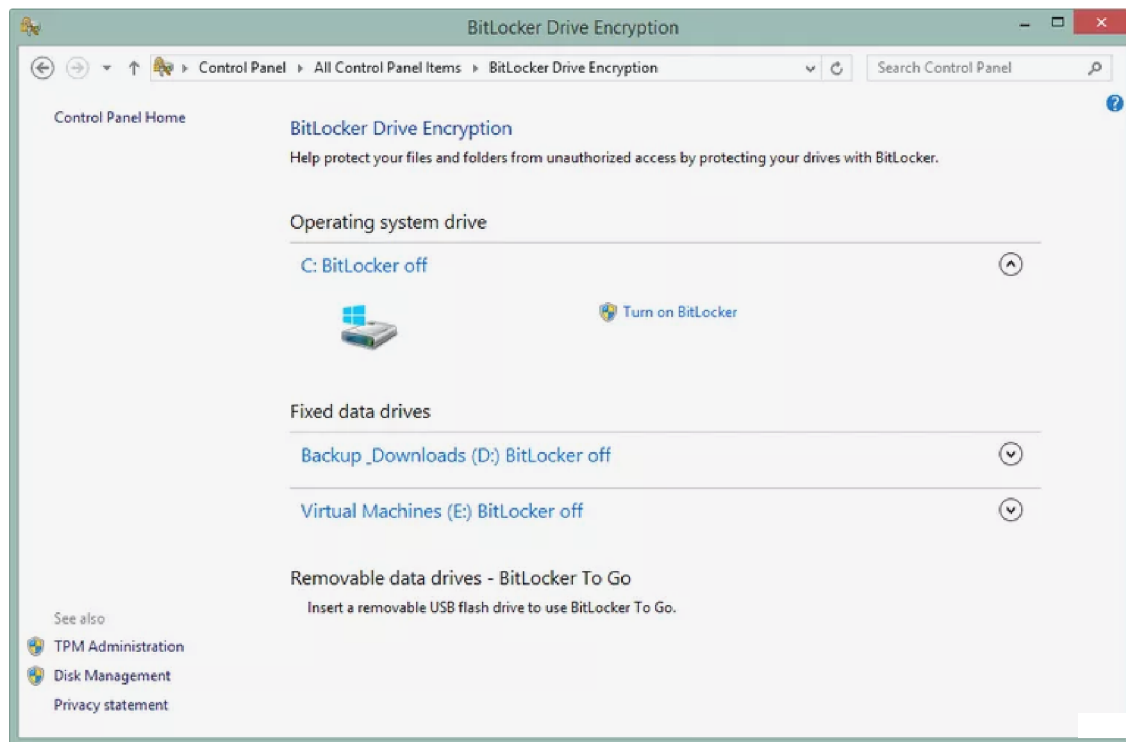 BitLocker Drive Encryption
Control Panel All Control Panel Items BitLocker Drive Encryption Search Control Panel
Control Panel Home
BitLocker Drive Encryption
Help protect your files and folders from unauthorized access by protecting your drives with BitLocker.
Operating system drive
C: BitLocker off
Turn on BitLocker
Fixed data drives
Backup _Downloads (D:) BitLocker off
Virtual Machines (E:) BitLocker off
Removable data drives - BitLocker To Go
Insert a removable USB flash drive to use BitLocker To Go.
See also
TPM Administration
Disk Management
Privacy statement